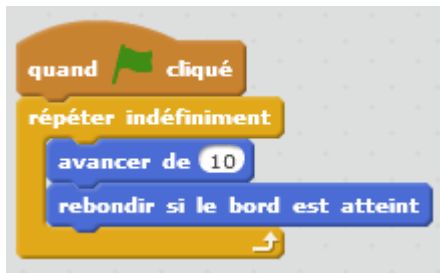 quand cliqué
répéter indéfiniment
avancer de 10
rebondir si le bord est atteint